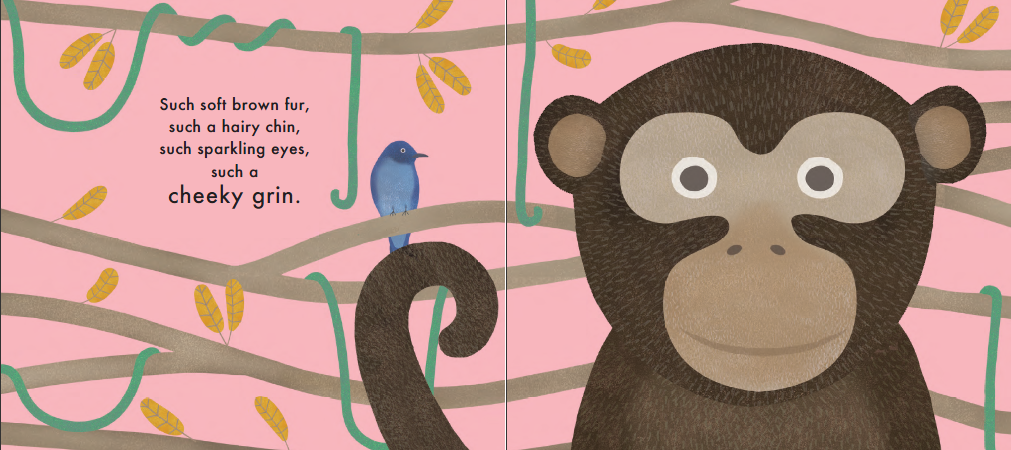 Such soft brown fur,
such a hairy chin,
such sparkling eyes,
such a
cheeky grin.